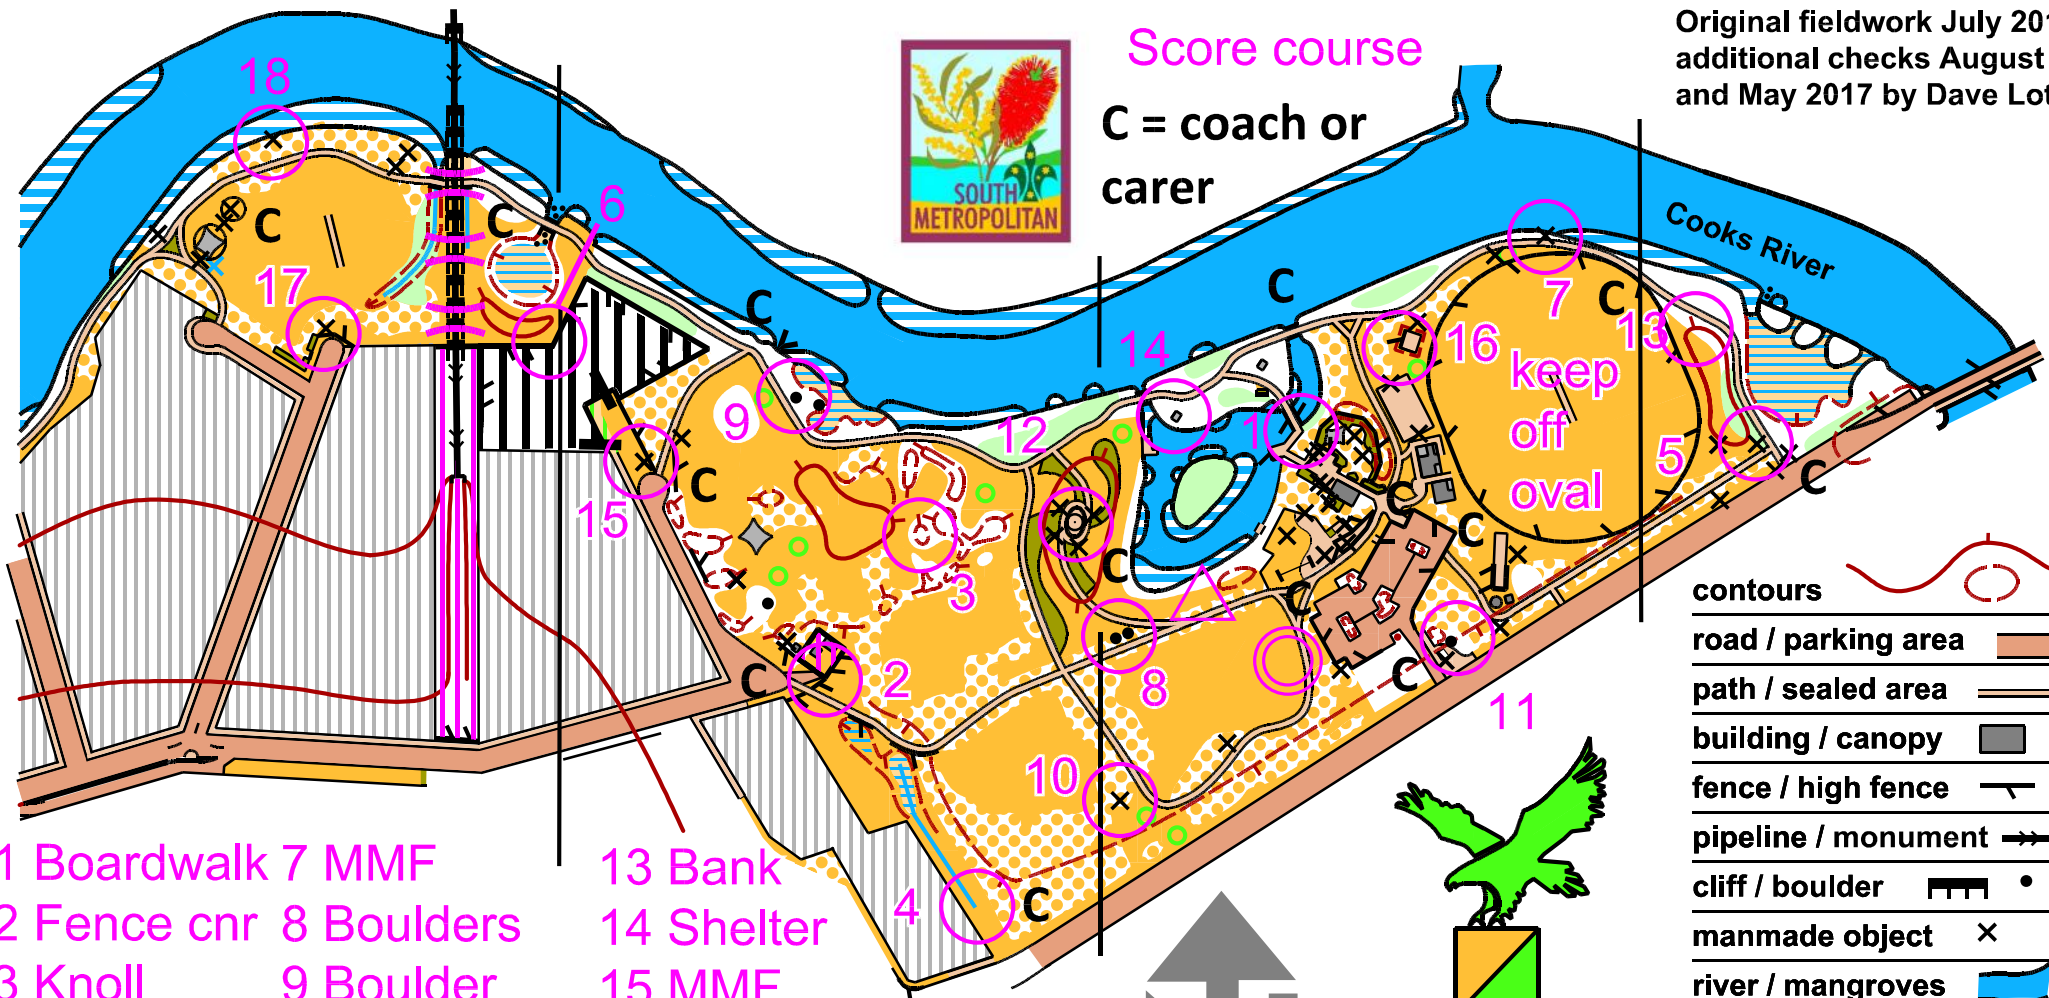 Score course
C = coach or
carer
SOUTH
METROPOLITAN
Original fieldwork July 201
additional checks August
and May 2017 by Dave Lot
Cooks River
18
6
C
C
17
C
C
7
C
13
14
16
keep
off
oval
9
12
1
5
C
15
C
C
C
3
C
C
2
C
8
C
11
10
4
C
contours
road / parking area
path / sealed area
building / canopy
fence / high fence
pipeline / monument
cliff / boulder
manmade object
river / mangroves
1 Boardwalk
2 Fence cnr
3 Knoll
7 MMF
8 Boulders
9 Boulder
13 Bank
14 Shelter
15 MMF